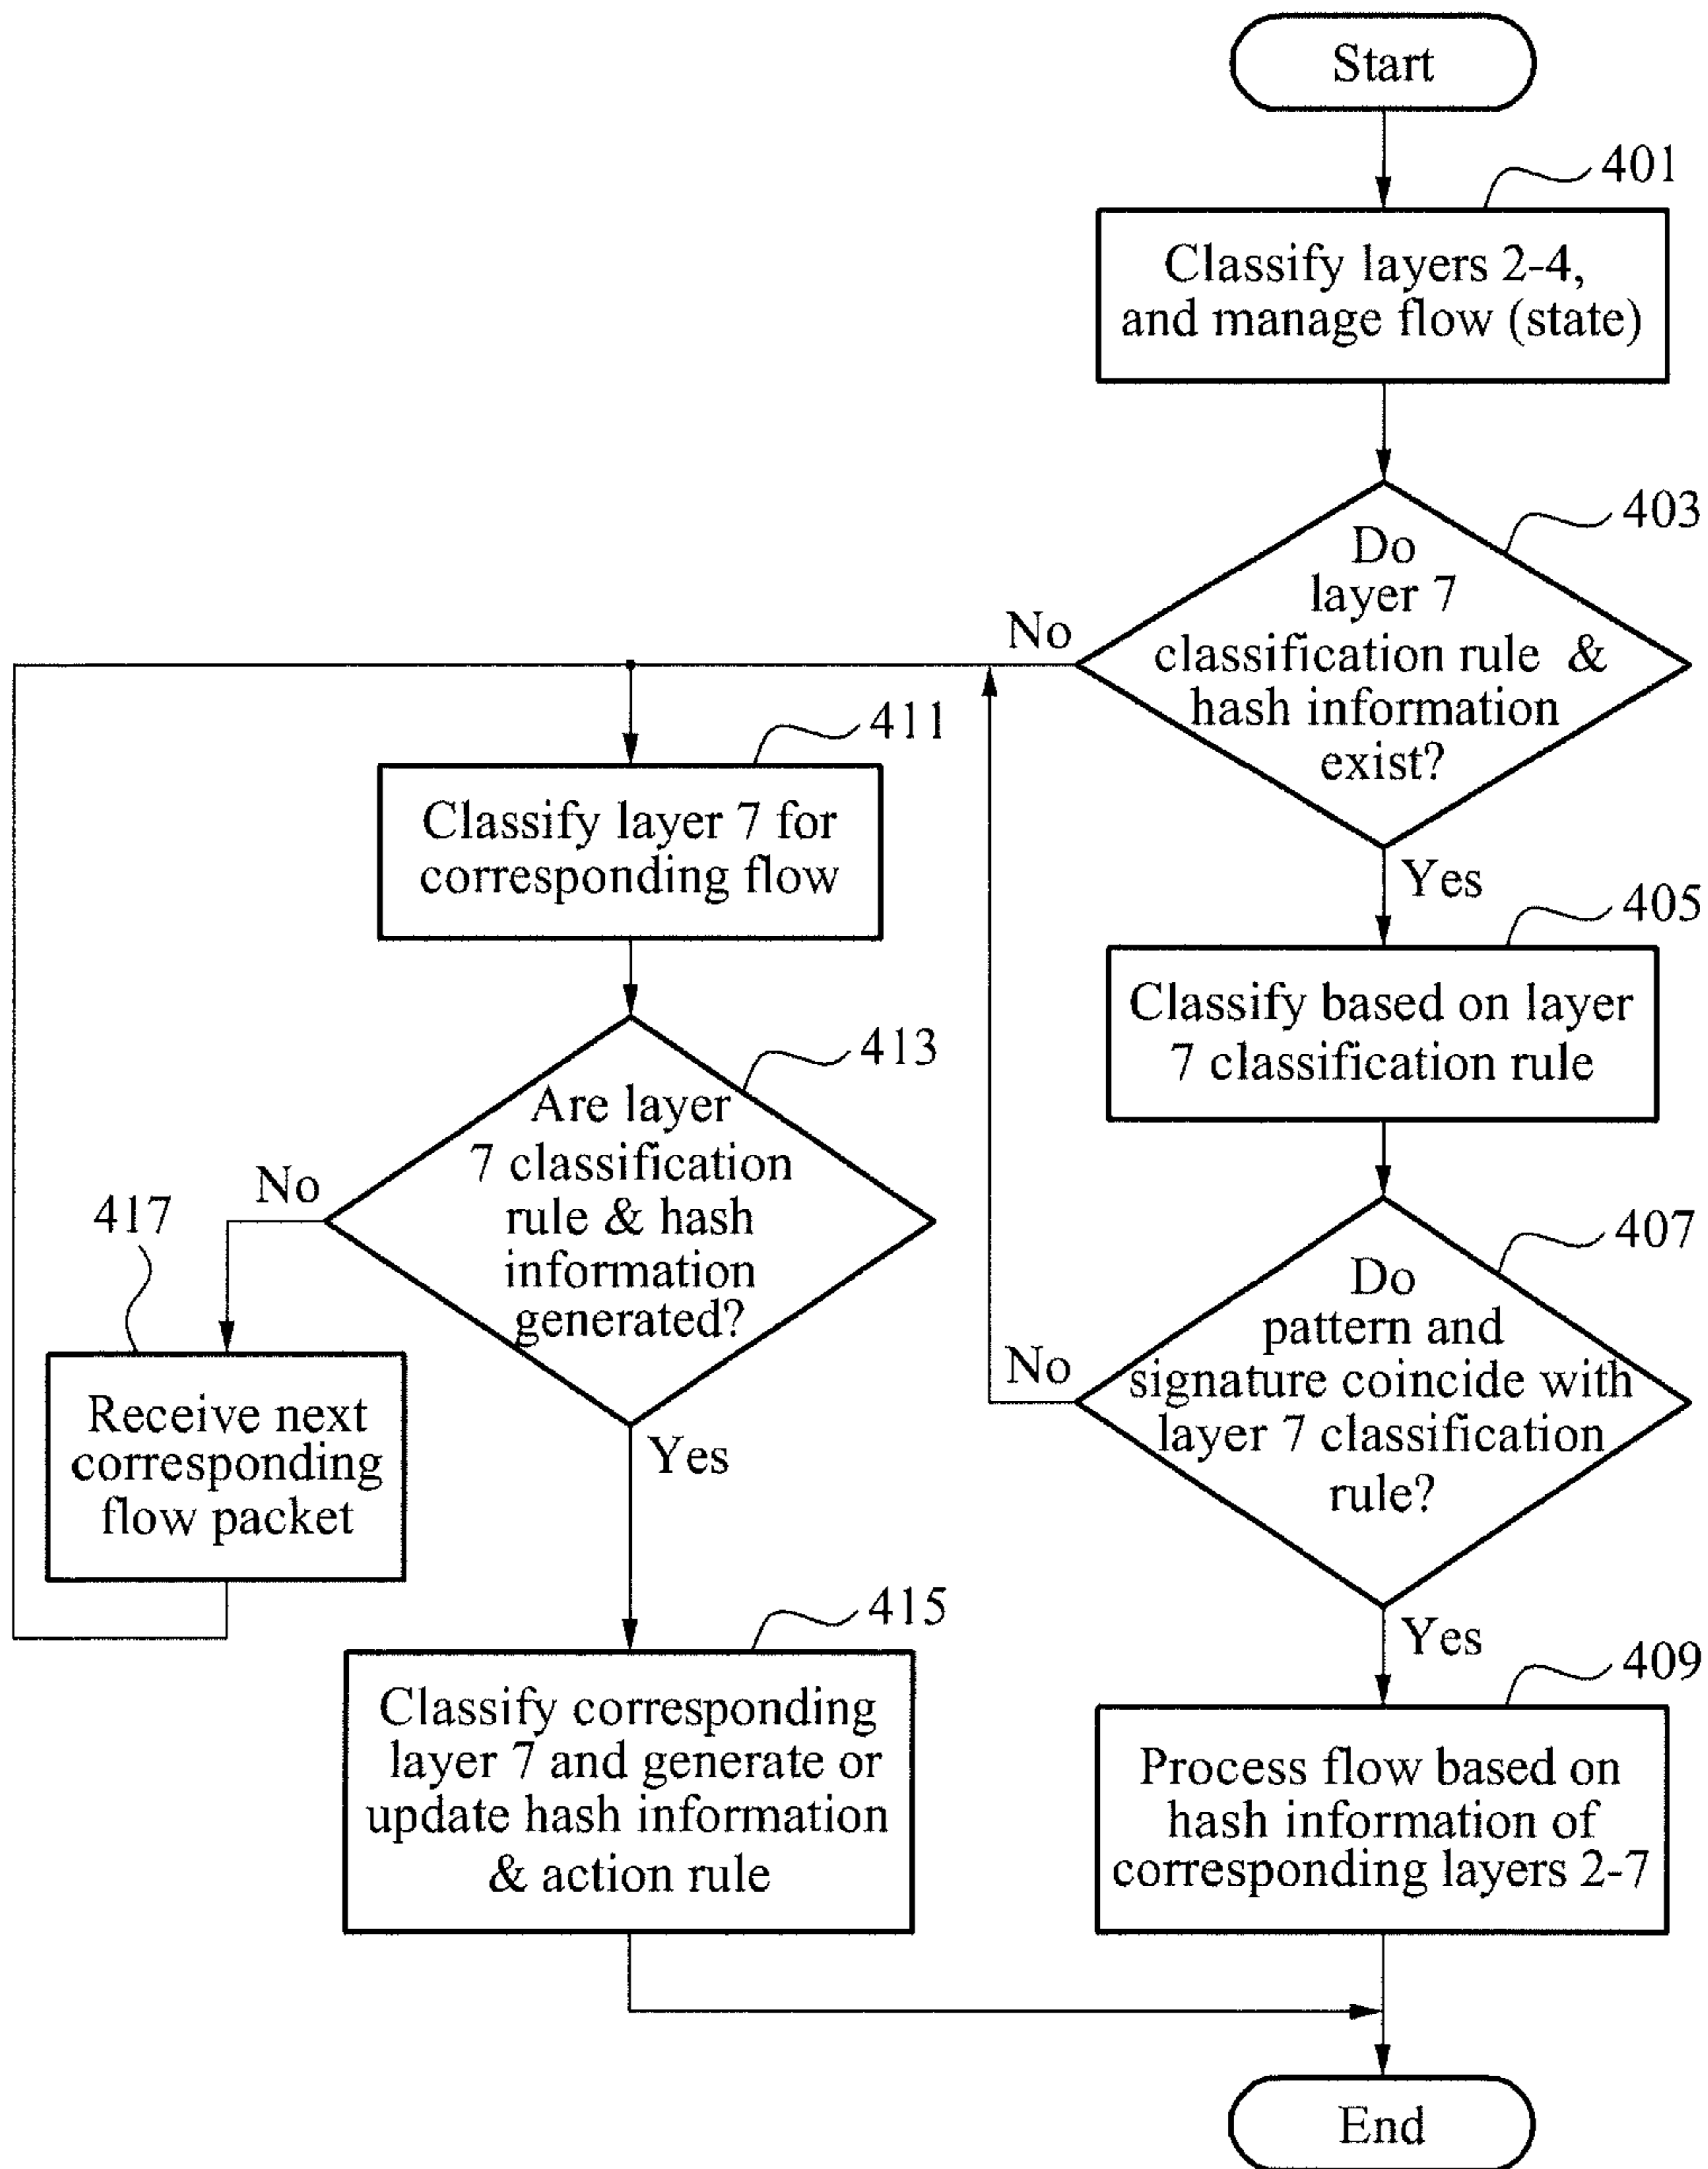 Start
401
Classify layers 2-4,
and manage flow (state)
403
Do
layer 7
classification rule &
hash information
exist?
No
Yes
411
Classify layer 7 for
corresponding flow
405
Classify based on layer
7 classification rule
413
Are layer
7 classification
rule & hash
information
generated?
No
Yes
417
Receive next
corresponding
flow packet
407
Do
pattern and
signature coincide with
layer 7 classification
rule?
No
Yes
415
Classify corresponding
layer 7 and generate or
update hash information
& action rule
409
Process flow based on
hash information of
corresponding layers 2-7
End